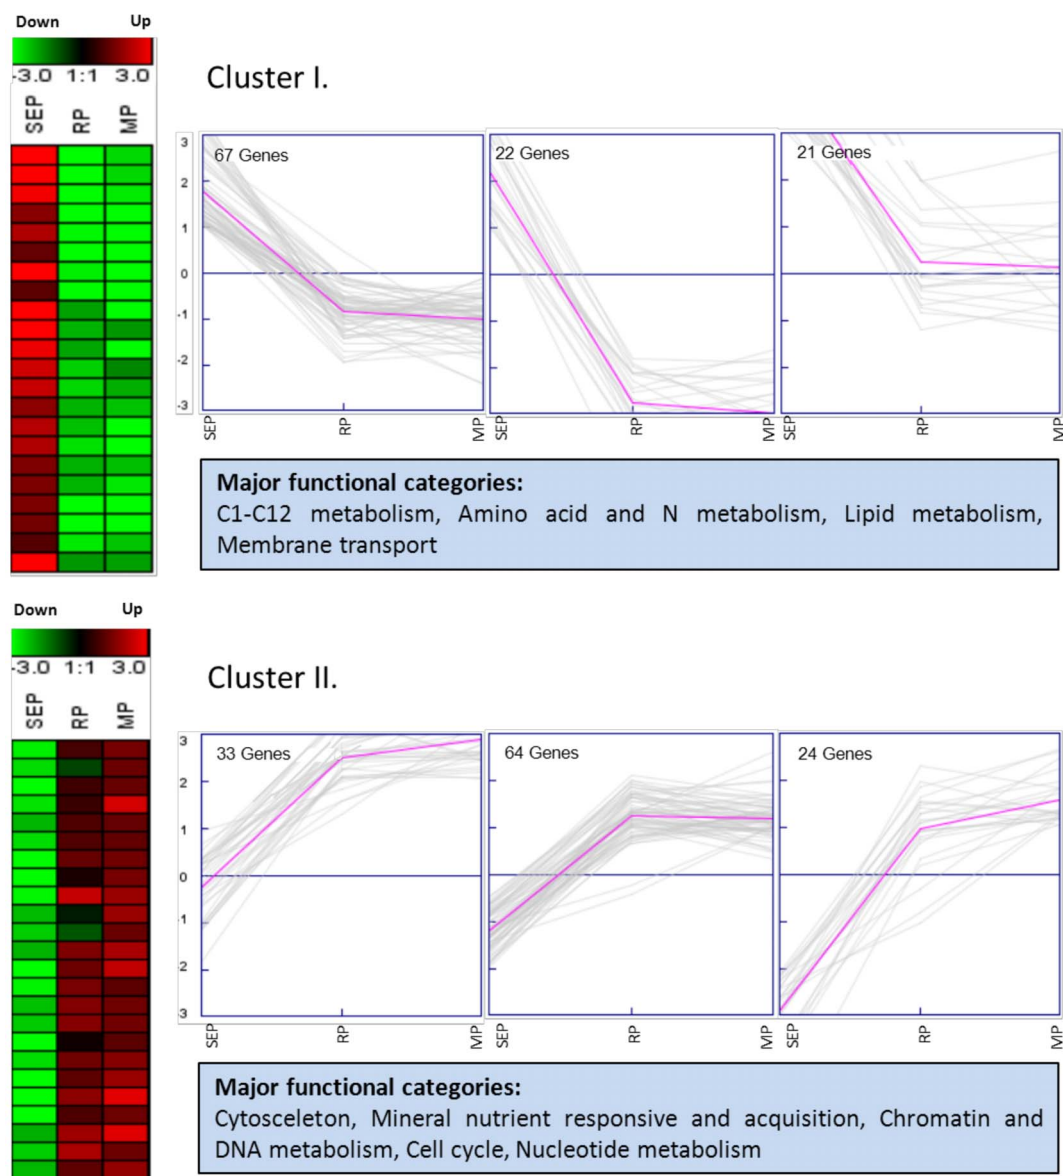 Down Up
-3.0 1:1 3.0
SEP RP MP
Cluster I.
67 Genes
22 Genes
21 Genes
3
2
1
0
-1
-2
-3
SEP RP MP SEP RP MP SEP RP MP
Major functional categories:
C1-C12 metabolism, Amino acid and N metabolism, Lipid metabolism,
Membrane transport
Down Up
-3.0 1:1 3.0
SEP RP MP
Cluster II.
33 Genes
64 Genes
24 Genes
3
2
1
0
-1
2
3
SEP RP MP SEP RP MP SEP RP MP
Major functional categories:
Cytosceleton, Mineral nutrient responsive and acquisition, Chromatin and
DNA metabolism, Cell cycle, Nucleotide metabolism